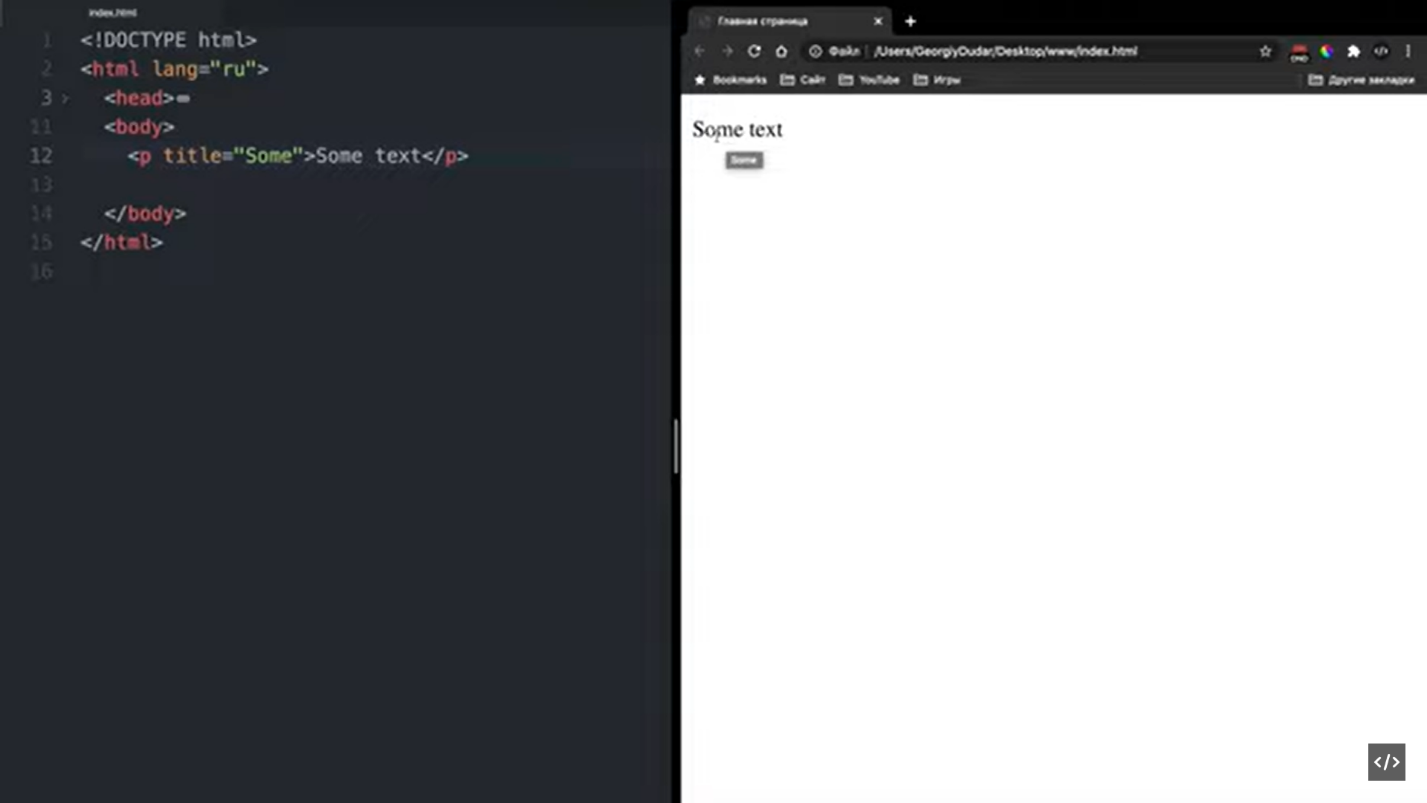 index.html
1 <!DOCTYPE html>
2 <html lang="ru">
3 <head>
11 <body>
12 <p title="Some">Some text</p>
13
14 </body>
15 </html>
16
Главная страница
Файл /Users/GeorgiyDudar/Desktop/www/index.html
Bookmarks Сайт YouTube Игры Другие закладки
Some text
Some
</>